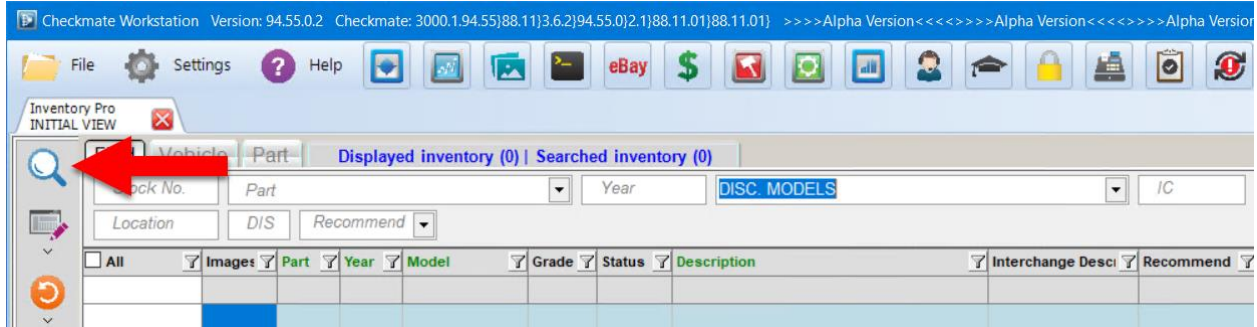 Checkmate Workstation Version: 94.55.0.2 Checkmate: 3000.1.94.55}88.11}3.6.2}94.55.0}2.1}88.11.01}88.11.01} >>>>Alpha Version<<<<>>>>Alpha Version<<<<>>>>Alpha Version
File Settings ? Help >_ eBay $
Inventory Pro
INITIAL VIEW
Vehicle Part Displayed inventory (0) | Searched inventory (0)
Stock No. Part Year DISC. MODELS IC
Location DIS Recommend
All Images Part Year Model Grade Status Description Interchange Descr Recommend